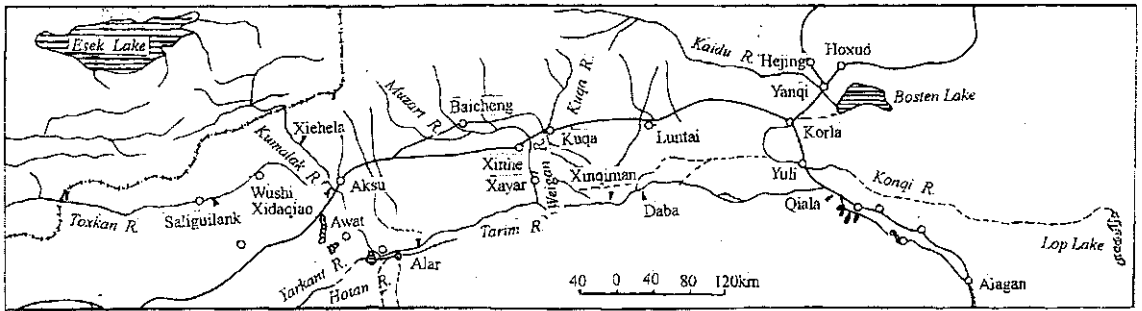 Esek Lake
Kaidu R.
Hejing
Hoxud
Yanqi
Bosten Lake
Muzart R.
Baicheng
Kuqa R.
Xiehela
Kumalak R.
Kuqa
Luntai
Korla
Xinhe
Aksu
Xayar
Weigan R.
Xinqiman
Yuli
Konqi R.
Wushi
Xidaqiao
Saliguilank
Toxkan R.
Awat
Daba
Qiala
Tarim R.
Lop Lake
Alar
Yarkant R.
Hotan R.
40 0 40 80 120km
Ajagan